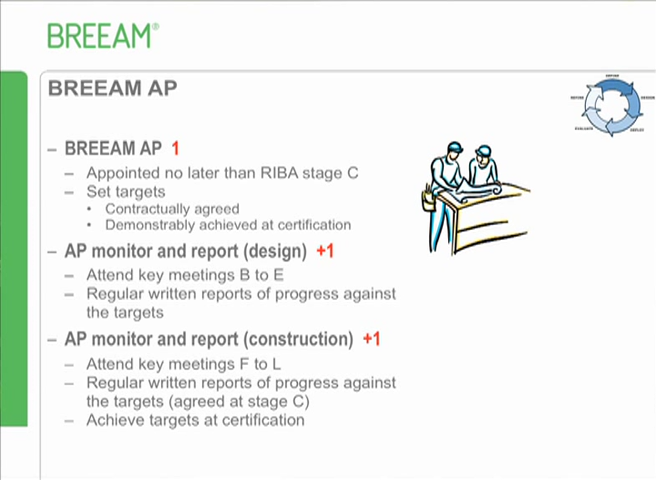 BREEAM®
BREEAM AP
– BREEAM AP 1
– Appointed no later than RIBA stage C
– Set targets
• Contractually agreed
• Demonstrably achieved at certification
– AP monitor and report (design) +1
– Attend key meetings B to E
– Regular written reports of progress against
the targets
– AP monitor and report (construction) +1
– Attend key meetings F to L
– Regular written reports of progress against
the targets (agreed at stage C)
– Achieve targets at certification